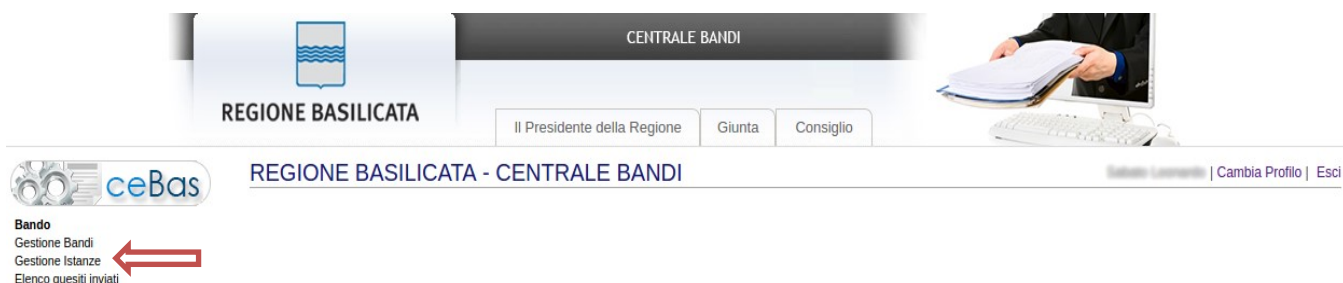 CENTRALE BANDI
REGIONE BASILICATA
Il Presidente della Regione
Giunta
Consiglio
ceBas
REGIONE BASILICATA - CENTRALE BANDI
| Cambia Profilo | Esci
Bando
Gestione Bandi
Gestione Istanze
Elenco quesiti inviati